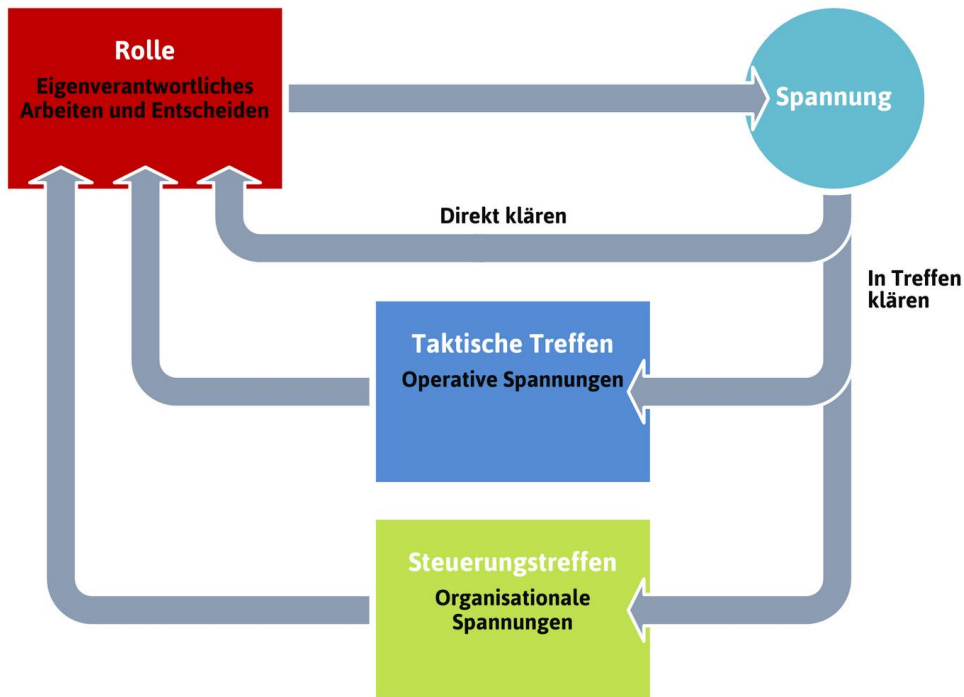 Rolle
Eigenverantwortliches
Arbeiten und Entscheiden
Spannung
Direkt klären
In Treffen
klären
Taktische Treffen
Operative Spannungen
Steuerungstreffen
Organisationale
Spannungen